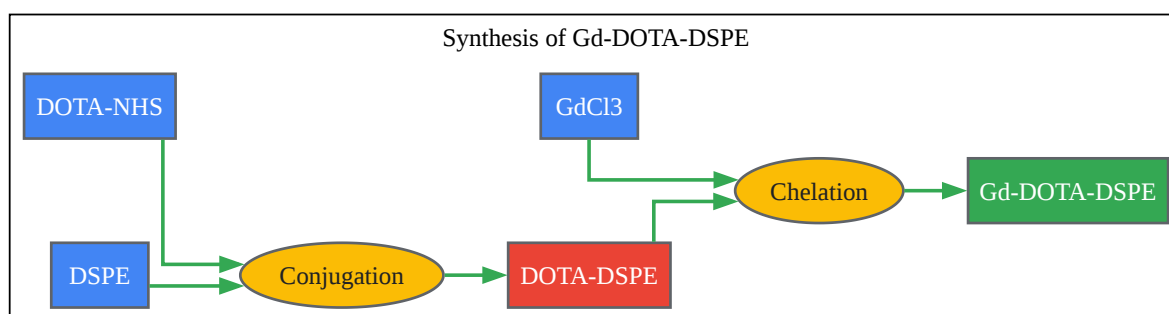 Synthesis of Gd-DOTA-DSPE
DOTA-NHS
GdCl3
Chelation
Gd-DOTA-DSPE
DSPE
Conjugation
DOTA-DSPE